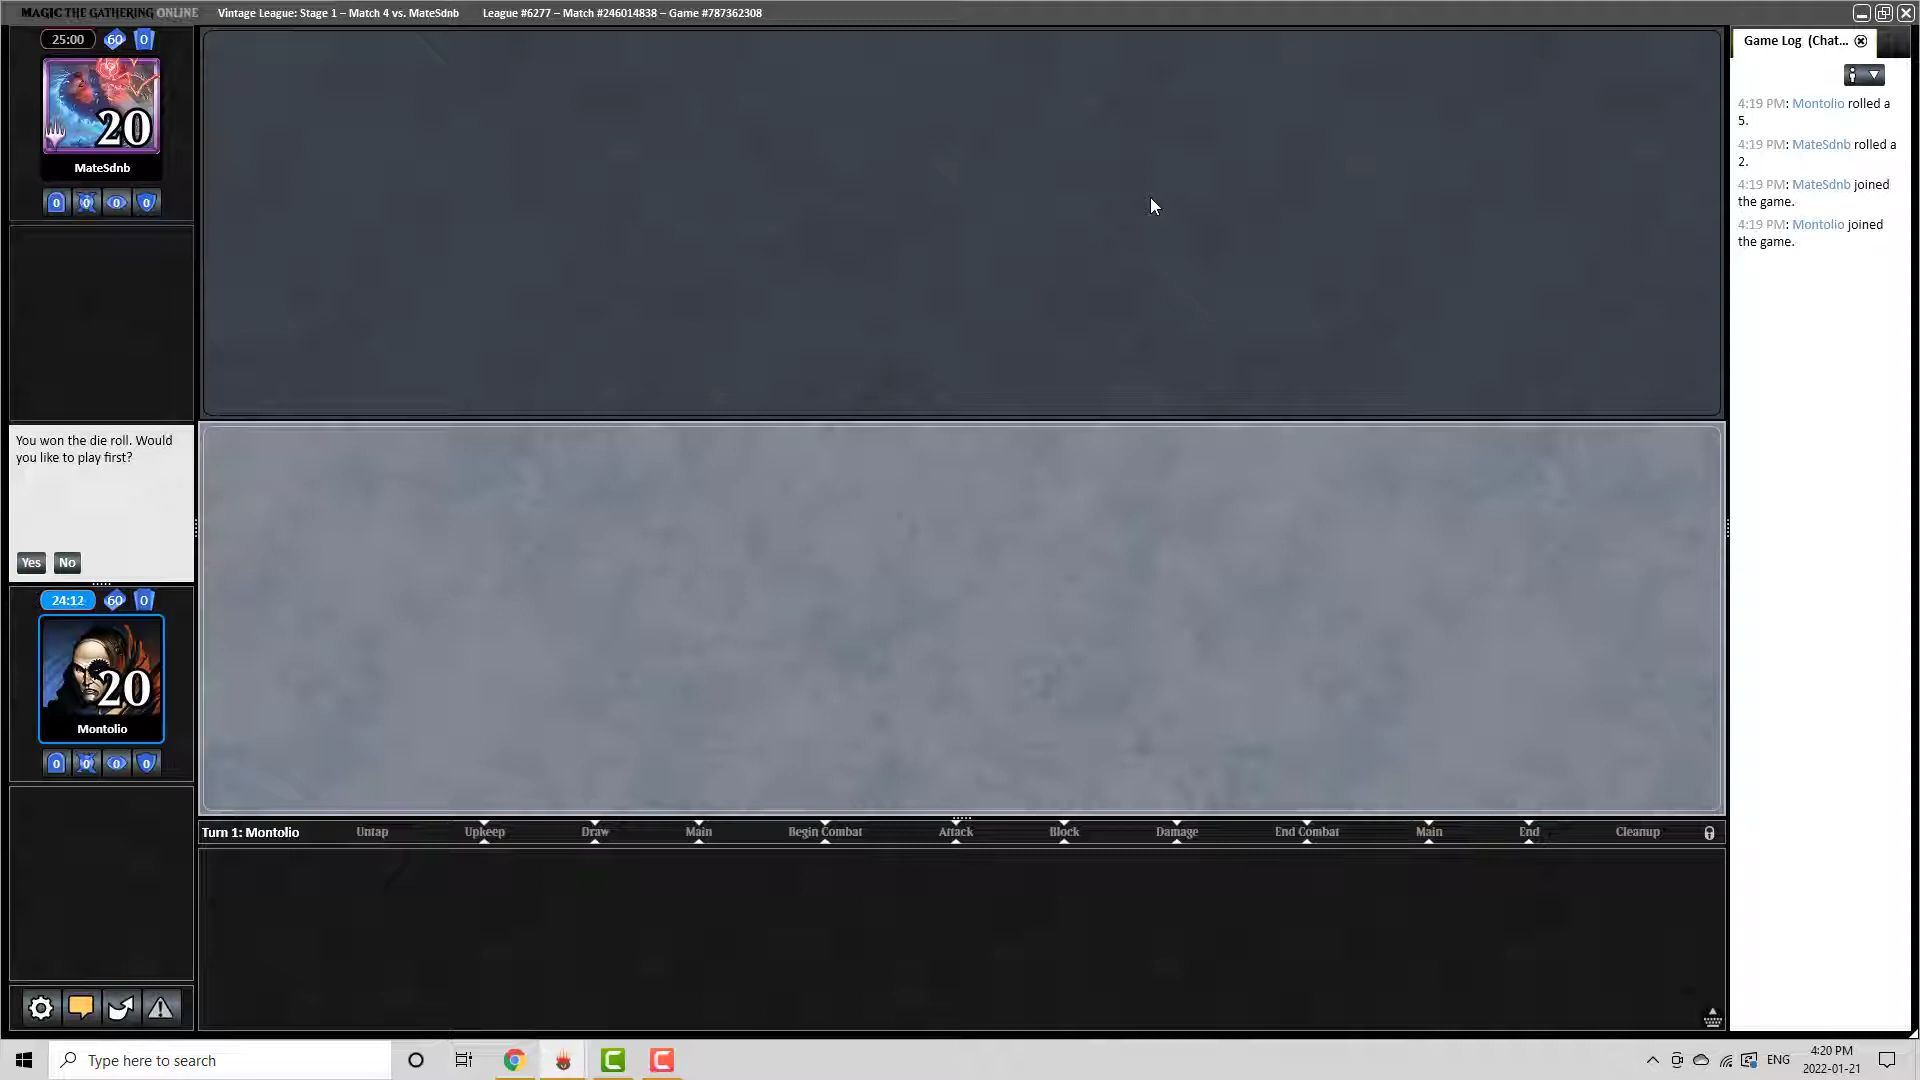 MAGIC THE GATHERING ONLINE Vintage League: Stage 1 – Match 4 vs. MateSdnb League #6277 – Match #246014838 – Game #787362308
25:00 60 0
20
MateSdnb
0 0 0 0
You won the die roll. Would
you like to play first?
Yes No
24:12 60 0
20
Montolio
0 0 0 0
Turn 1: Montolio Untap Upkeep Draw Main Begin Combat Attack Block Damage End Combat Main End Cleanup
Game Log (Chat...
4:19 PM: Montolio rolled a
5.
4:19 PM: MateSdnb rolled a
2.
4:19 PM: MateSdnb joined
the game.
4:19 PM: Montolio joined
the game.
Type here to search
ENG
4:20 PM
2022-01-21